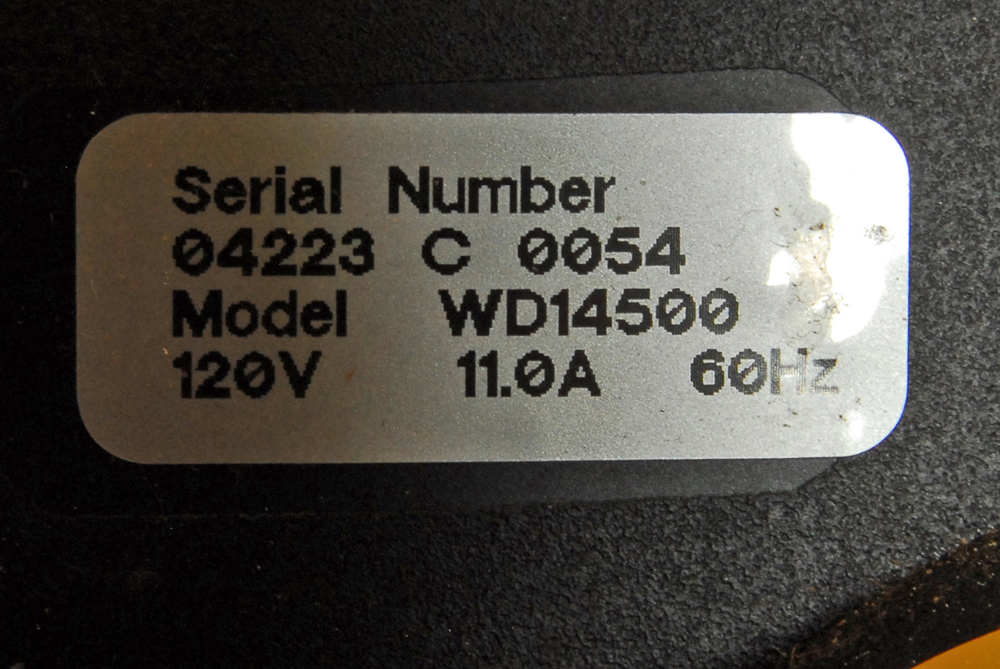 Serial Number
04223 C 0054
Model WD14500
120V 11.0A 60Hz